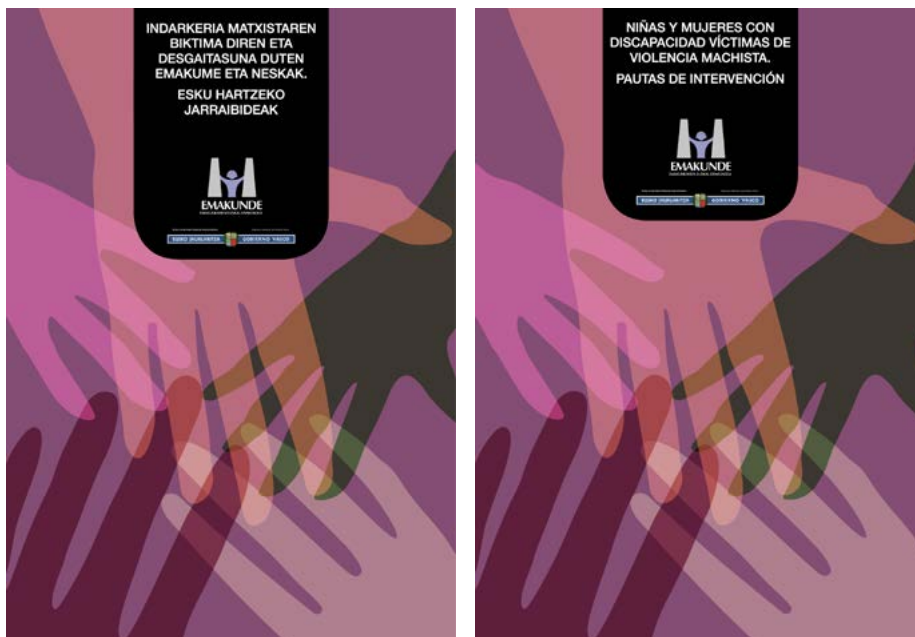 INDARKERIA MATXISTAREN
BIKTIMA DIREN ETA
DESGAITASUNA DUTEN
EMAKUME ETA NESKAK.
ESKU HARTZEKO
JARRAIBIDEAK
EMAKUNDE
EUSKO JAURLARITZA
GOBIERNO VASCO
NIÑAS Y MUJERES CON
DISCAPACIDAD VÍCTIMAS DE
VIOLENCIA MACHISTA.
PAUTAS DE INTERVENCIÓN
EMAKUNDE
EUSKO JAURLARITZA
GOBIERNO VASCO